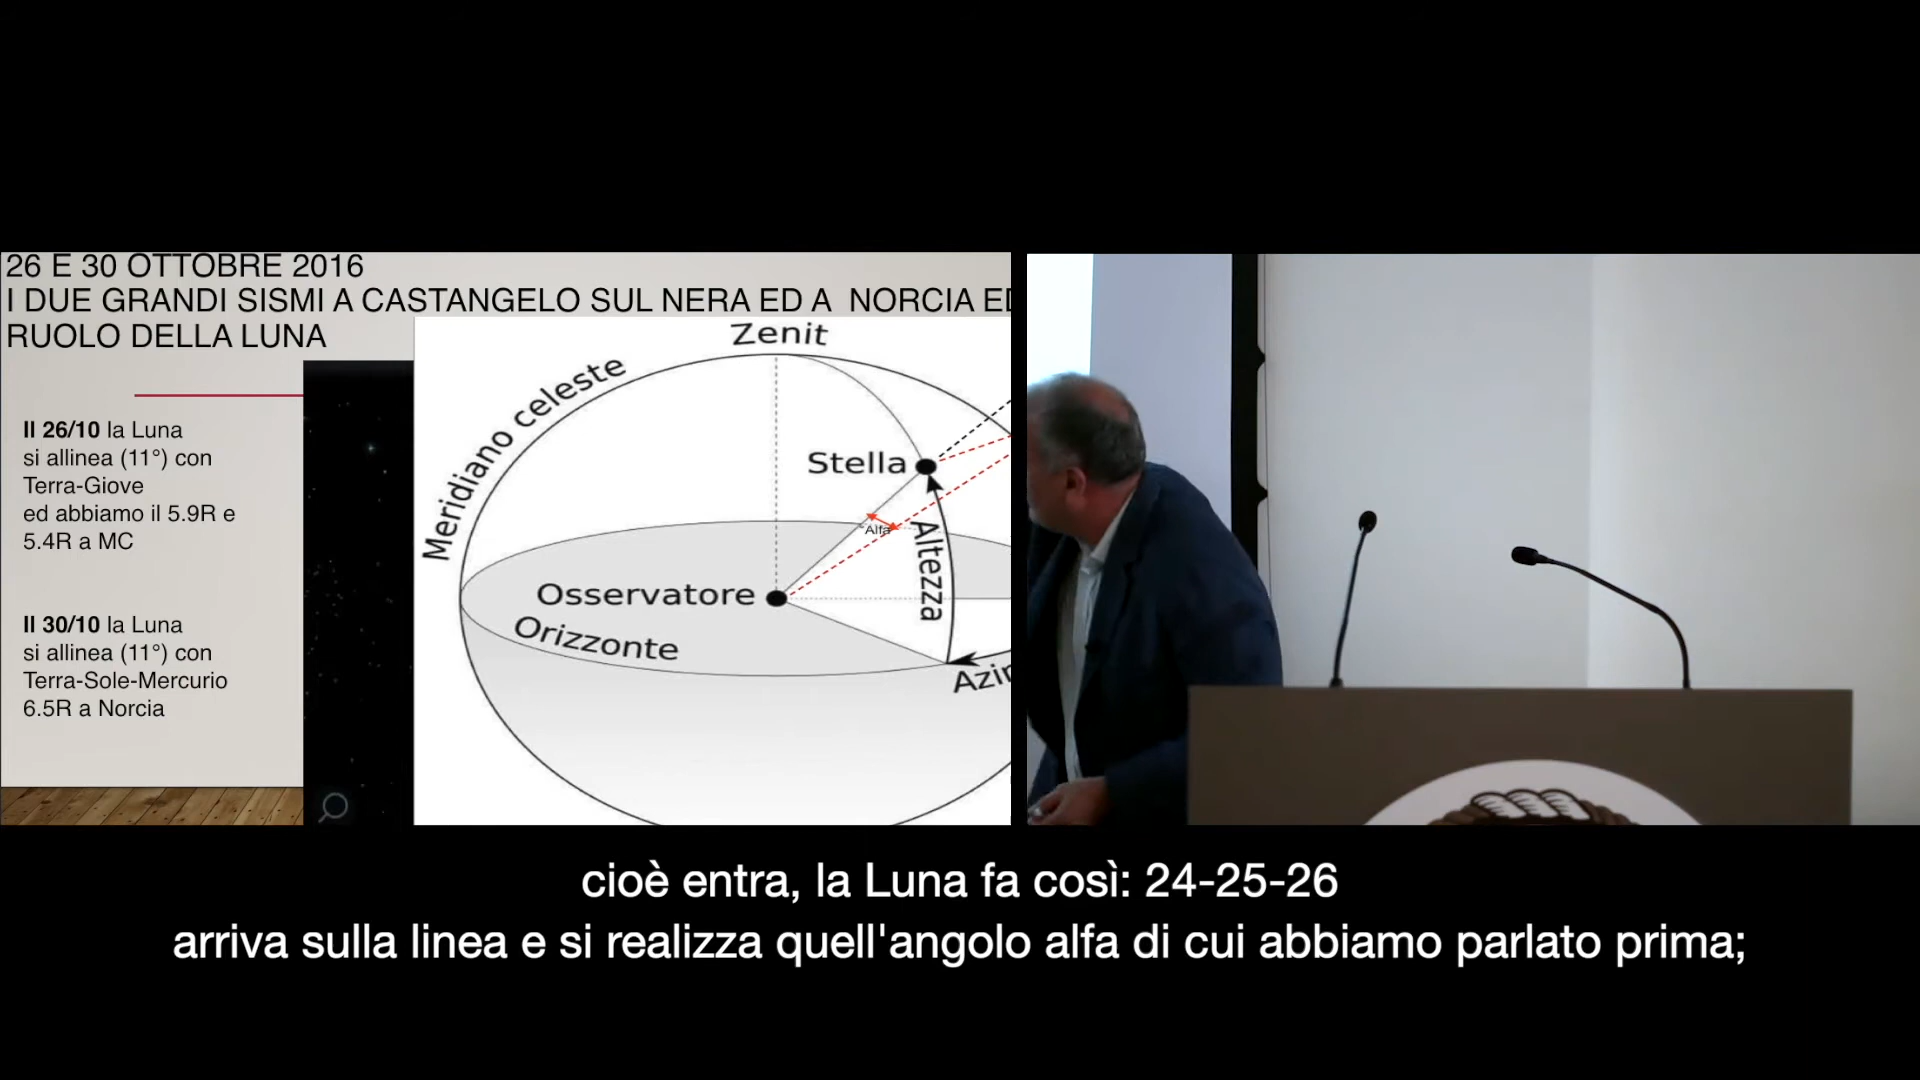 26 E 30 OTTOBRE 2016
I DUE GRANDI SISMI A CASTANGELO SUL NERA ED A NORCIA ED
RUOLO DELLA LUNA
Il 26/10 la Luna
si allinea (11°) con
Terra-Giove
ed abbiamo il 5.9R e
5.4R a MC
Il 30/10 la Luna
si allinea (11°) con
Terra-Sole-Mercurio
6.5R a Norcia
Zenit
Meridiano celeste
Stella
"Alfa"
Altezza
Osservatore
Orizzonte
Azi
cioè entra, la Luna fa così: 24-25-26
arriva sulla linea e si realizza quell'angolo alfa di cui abbiamo parlato prima;